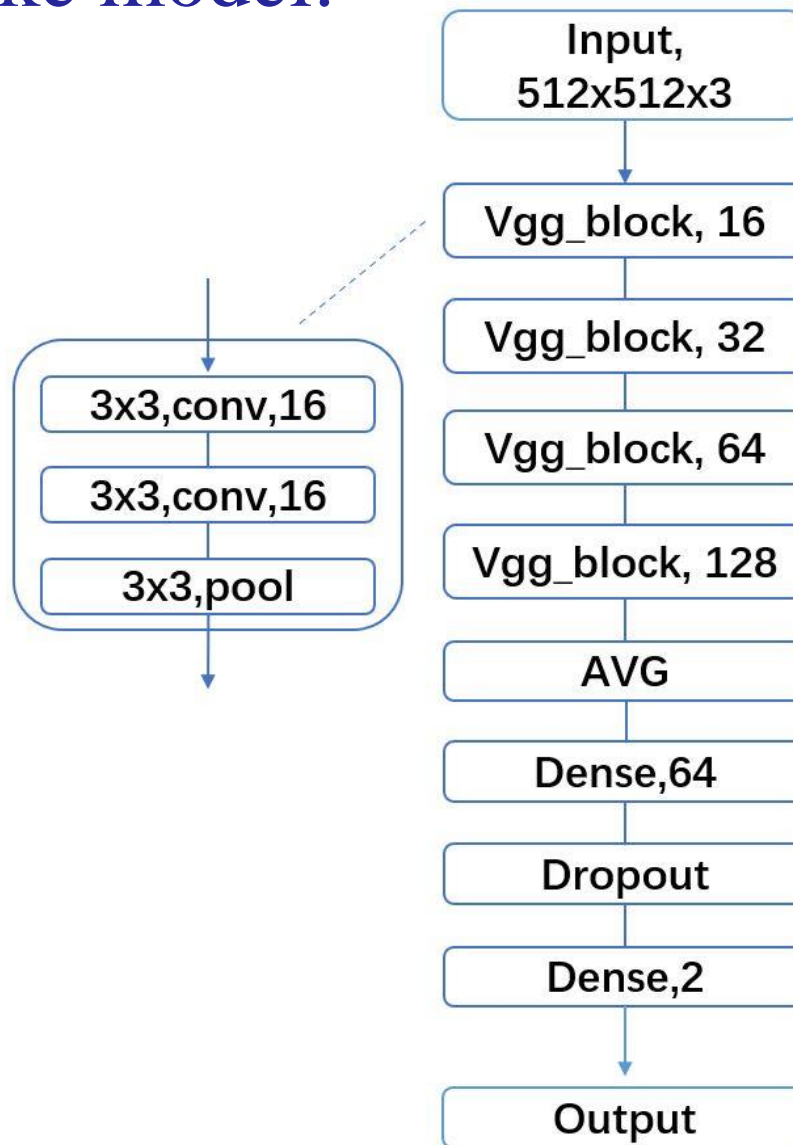 model.
Input,
512x512x3
Vgg_block, 16
Vgg_block, 32
Vgg_block, 64
Vgg_block, 128
AVG
Dense,64
Dropout
Dense,2
Output
3x3,conv,16
3x3,conv,16
3x3,pool